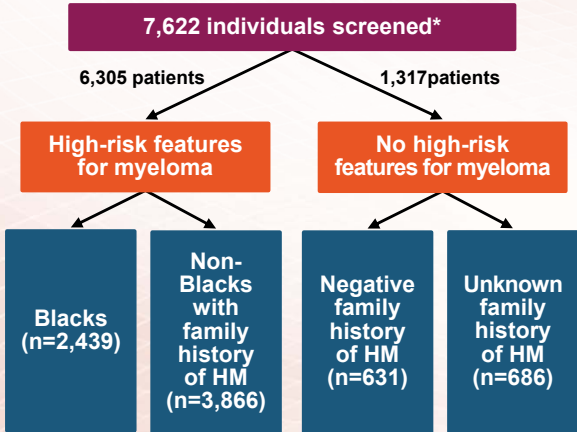 7,622 individuals screened*
6,305 patients
1,317patients
High-risk features
for myeloma
No high-risk
features for myeloma
Blacks
(n=2,439)
Non-
Blacks
with
family
history
of HM
(n=3,866)
Negative
family
history
of HM
(n=631)
Unknown
family
history
of HM
(n=686)